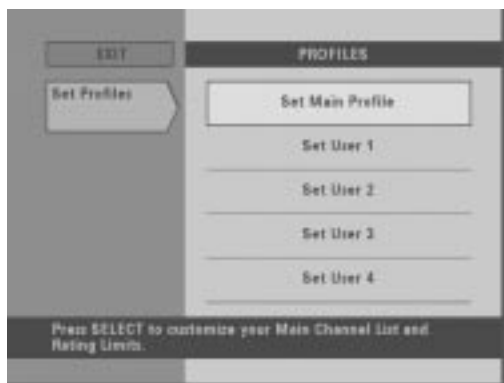 EXIT
PROFILES
Set Profiles
Set Main Profile
Set User 1
Set User 2
Set User 3
Set User 4
Press SELECT to customize your Main Channel List and
Rating Limits.